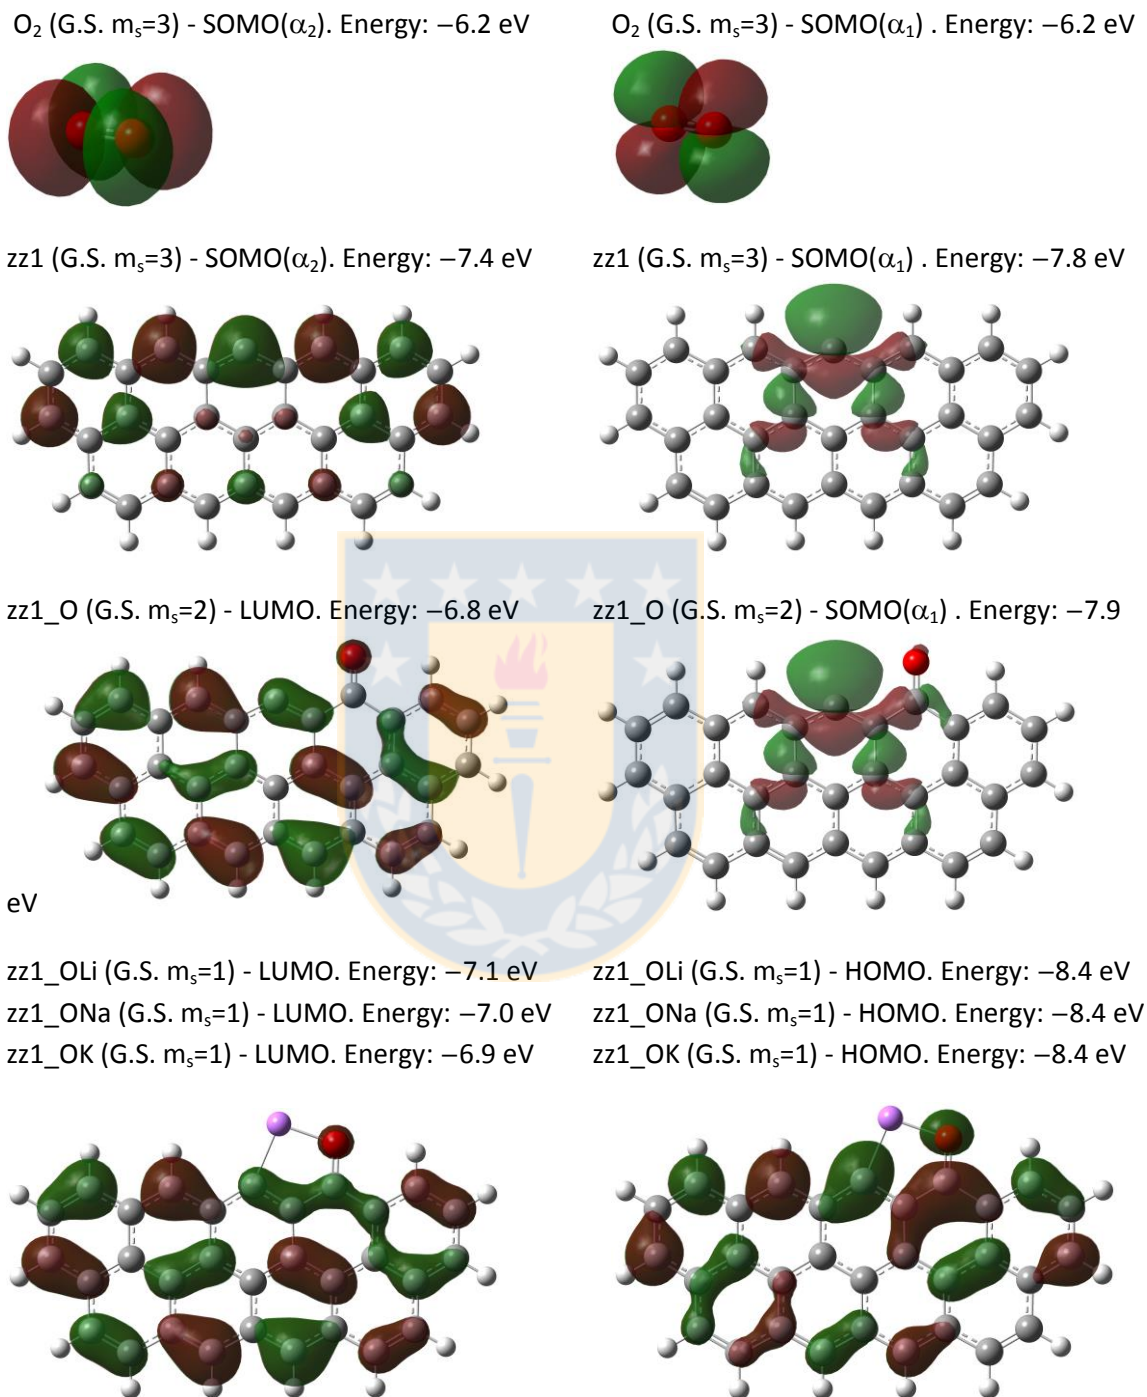 O₂ (G.S. mₛ=3) - SOMO(α₂). Energy: −6.2 eV
O₂ (G.S. mₛ=3) - SOMO(α₁) . Energy: −6.2 eV
zz1 (G.S. mₛ=3) - SOMO(α₂). Energy: −7.4 eV
zz1 (G.S. mₛ=3) - SOMO(α₁) . Energy: −7.8 eV
zz1_O (G.S. mₛ=2) - LUMO. Energy: −6.8 eV
zz1_O (G.S. mₛ=2) - SOMO(α₁) . Energy: −7.9
eV
zz1_OLi (G.S. mₛ=1) - LUMO. Energy: −7.1 eV
zz1_OLi (G.S. mₛ=1) - HOMO. Energy: −8.4 eV
zz1_ONa (G.S. mₛ=1) - LUMO. Energy: −7.0 eV
zz1_ONa (G.S. mₛ=1) - HOMO. Energy: −8.4 eV
zz1_OK (G.S. mₛ=1) - LUMO. Energy: −6.9 eV
zz1_OK (G.S. mₛ=1) - HOMO. Energy: −8.4 eV